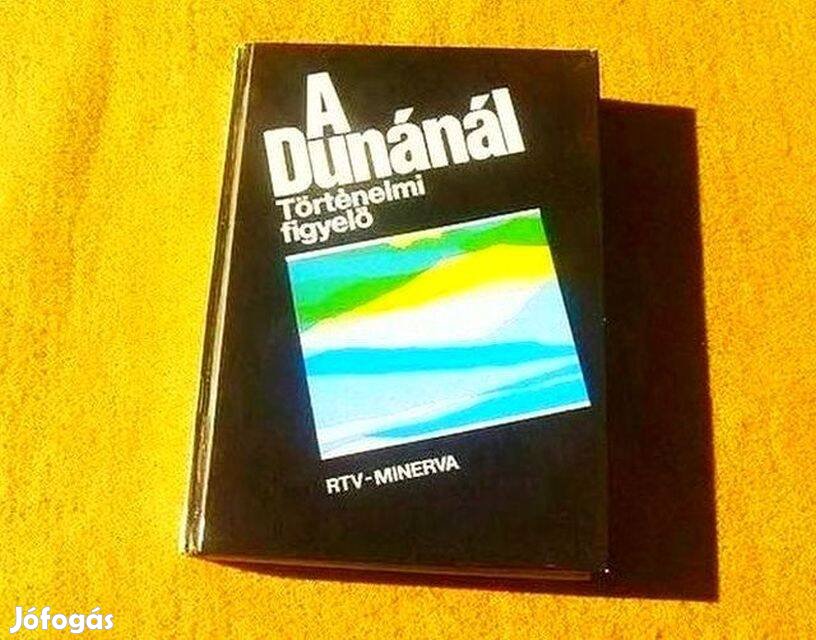 A
Dunánál
Történelmi
figyelő
RTV-MINERVA
Jófogás